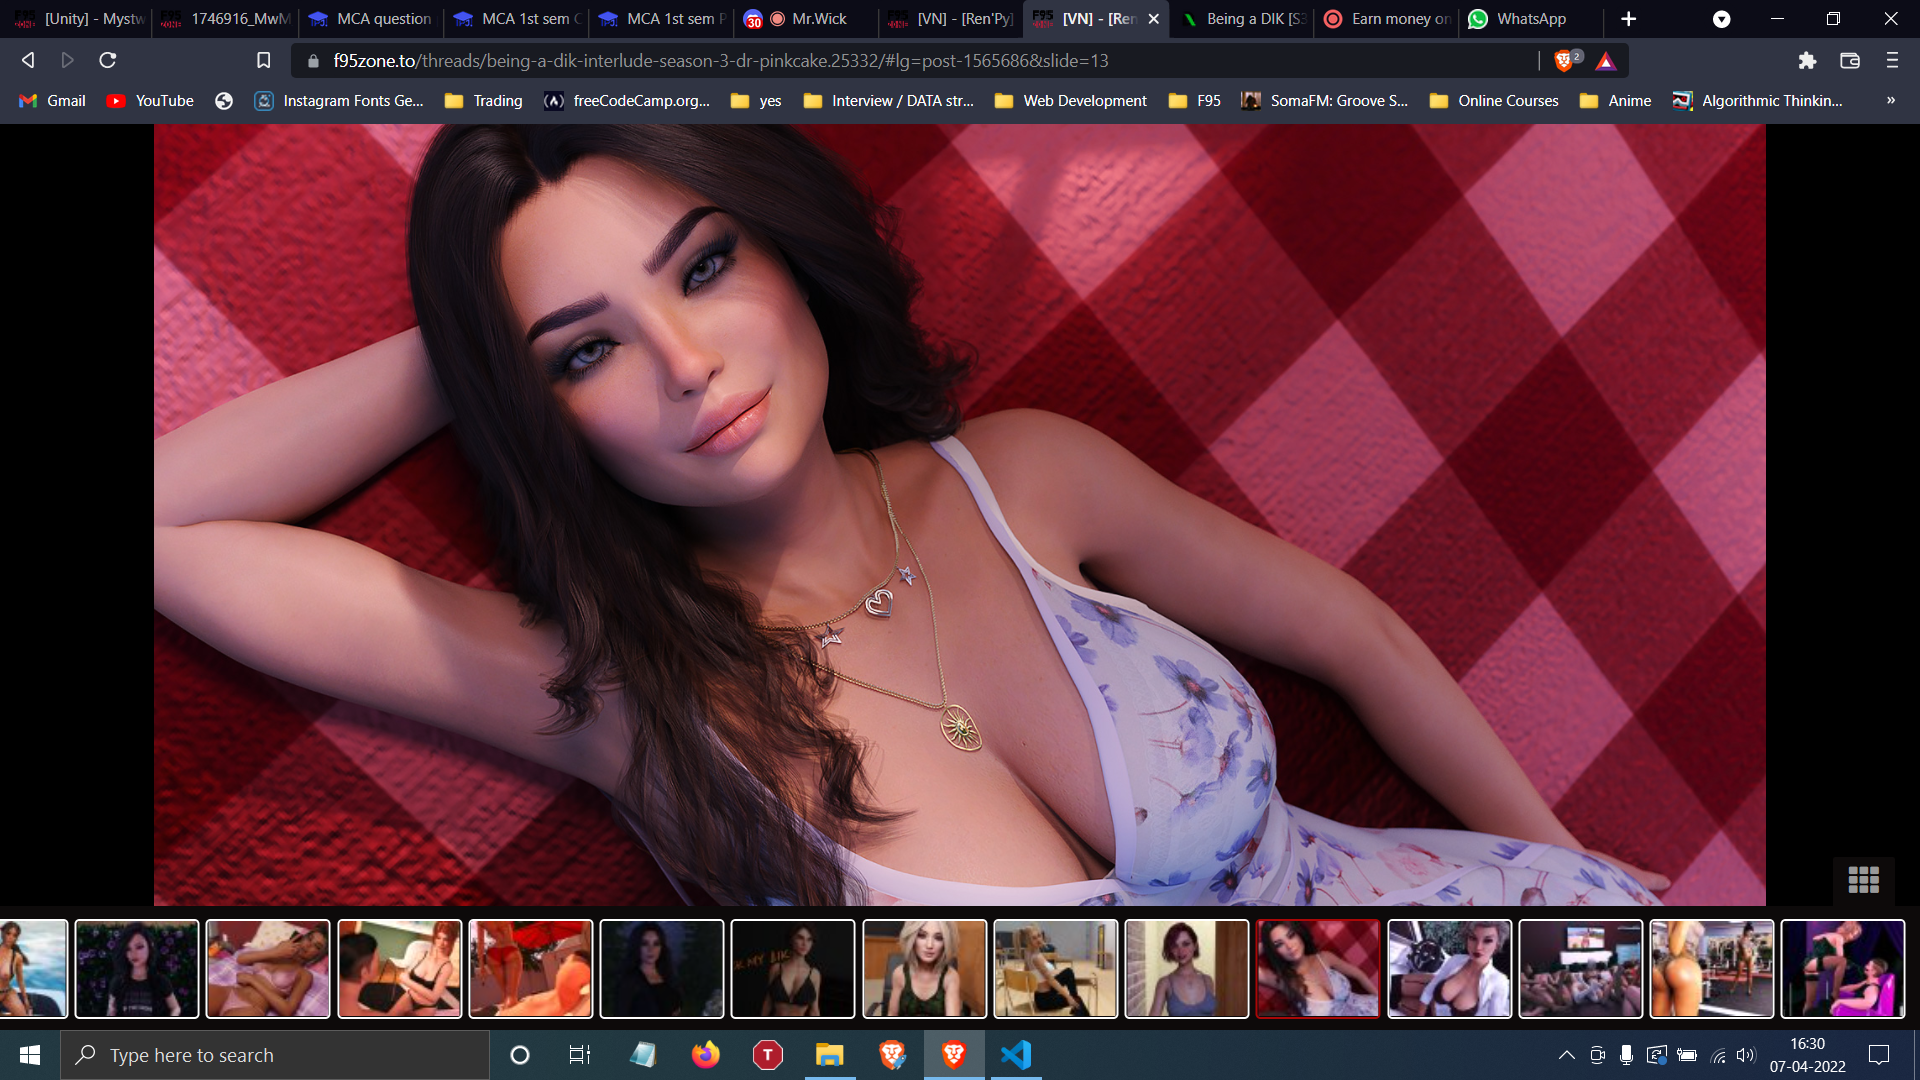 [Unity] - Mystw
1746916_MwM
MCA question
MCA 1st sem C
MCA 1st sem P
30 Mr.Wick
[VN] - [Ren'Py]
[VN] - [Ren
Being a DIK [S3
Earn money on
WhatsApp
f95zone.to/threads/being-a-dik-interlude-season-3-dr-pinkcake.25332/#lg=post-1565686&slide=13
2
Gmail
YouTube
Instagram Fonts Ge...
Trading
freeCodeCamp.org...
yes
Interview / DATA str...
Web Development
F95
SomaFM: Groove S...
Online Courses
Anime
Algorithmic Thinkin...
»
Type here to search
T
16:30
07-04-2022